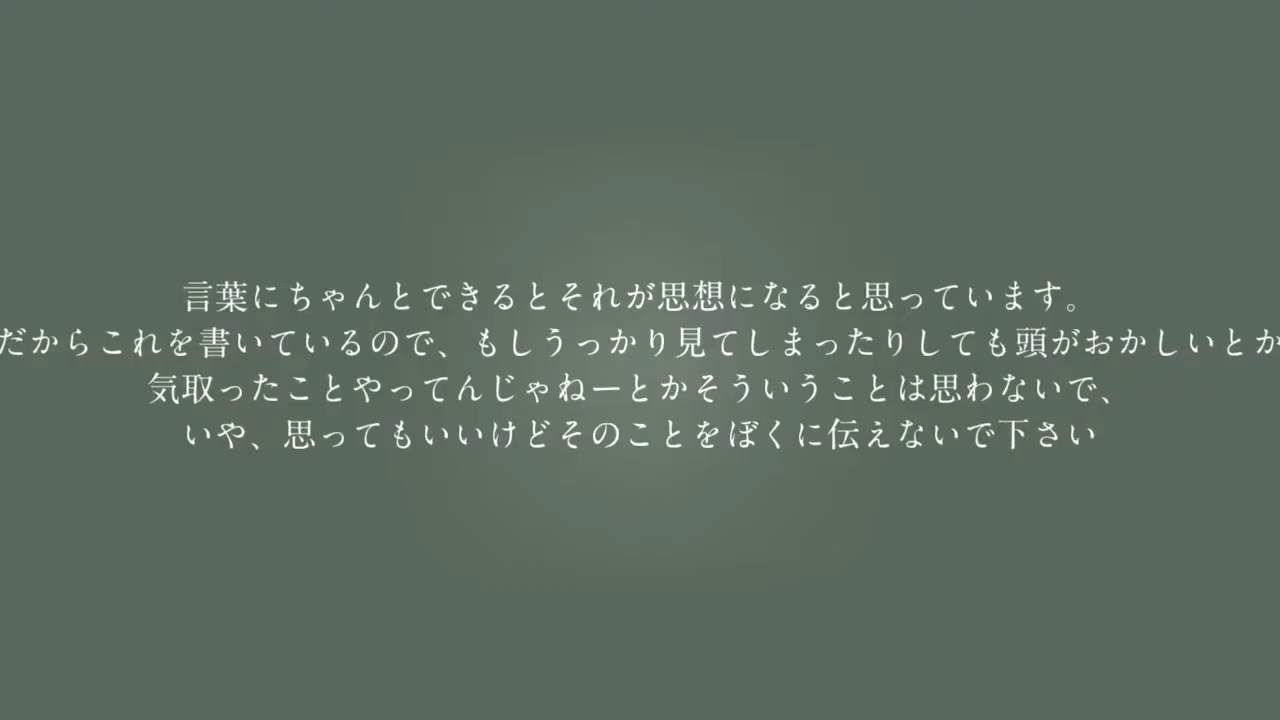 言葉にちゃんとできるとそれが思想になると思っています。
だからこれを書いているので、もしうっかり見てしまったりしても頭がおかしいとか
気取ったことやってんじゃねーとかそういうことは思わないで、
いや、思ってもいいけどそのことをぼくに伝えないで下さい